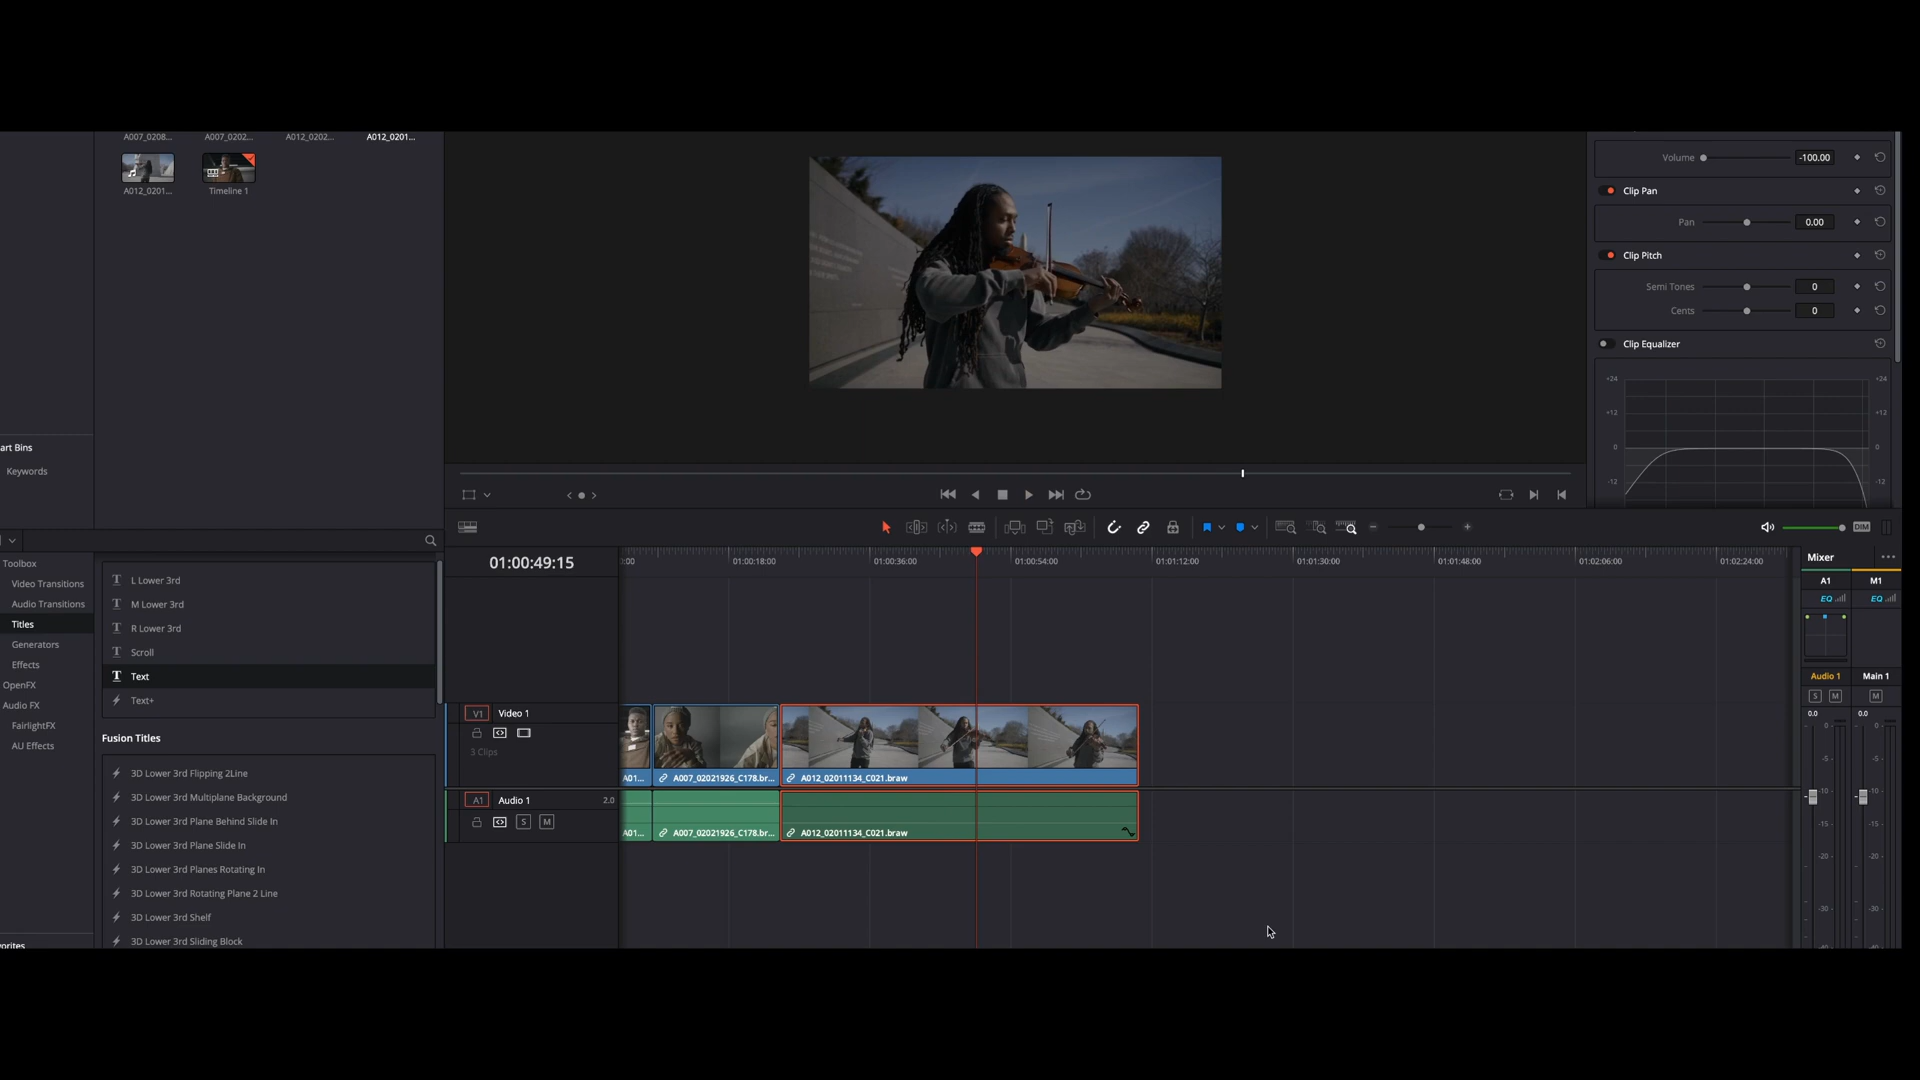 A007_0208...
A007_0202...
A012_0202...
A012_0201...
A012_0201...
Timeline 1
art Bins
Keywords
Volume
-100.00
Clip Pan
Pan
0.00
Clip Pitch
Semi Tones
0
Cents
0
Clip Equalizer
+24
+24
+12
+12
0
0
-12
-12
DIM
Toolbox
Video Transitions
Audio Transitions
Titles
Generators
Effects
OpenFX
Audio FX
FairlightFX
AU Effects
orites
L Lower 3rd
M Lower 3rd
R Lower 3rd
Scroll
Text
Text+
Fusion Titles
3D Lower 3rd Flipping 2Line
3D Lower 3rd Multiplane Background
3D Lower 3rd Plane Behind Slide In
3D Lower 3rd Plane Slide In
3D Lower 3rd Planes Rotating In
3D Lower 3rd Rotating Plane 2 Line
3D Lower 3rd Shelf
3D Lower 3rd Sliding Block
01:00:49:15
0:00
01:00:18:00
01:00:36:00
01:00:54:00
01:01:12:00
01:01:30:00
01:01:48:00
01:02:06:00
01:02:24:00
V1
Video 1
3 Clips
A01...
A007_02021926_C178.br...
A012_02011134_C021.braw
A1
Audio 1
2.0
S
M
A01...
A007_02021926_C178.br...
A012_02011134_C021.braw
Mixer
A1
M1
EQ
EQ
Audio 1
Main 1
S
M
M
0.0
0.0
0
0
-5
-5
-10
-10
-15
-15
-20
-20
-30
-30
-40
-40